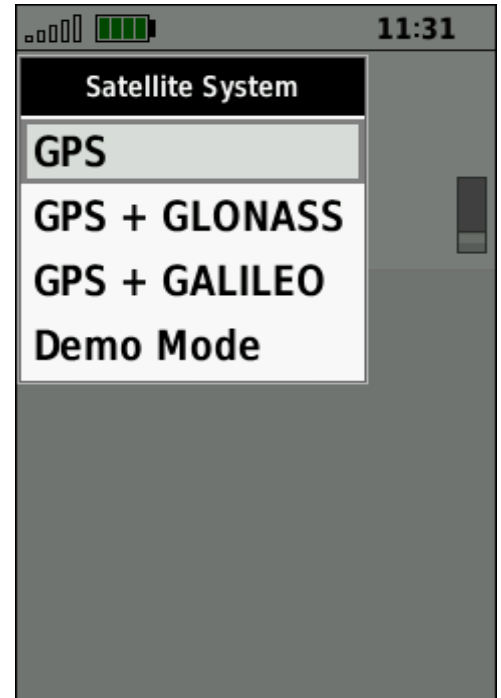 11:31
Satellite System
GPS
GPS + GLONASS
GPS + GALILEO
Demo Mode